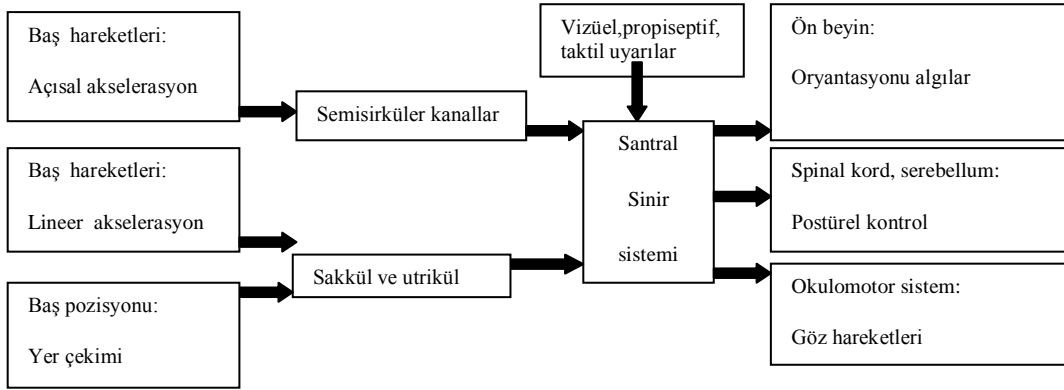 Baş hareketleri:
Açısal akselerasyon
Semisirküler kanallar
Baş hareketleri:
Lineer akselerasyon
Baş pozisyonu:
Yer çekimi
Sakkül ve utrikül
Vizüel,propiseptif,
taktil uyarılar
Santral
Sinir
sistemi
Ön beyin:
Oryantasyonu algılar
Spinal kord, serebellum:
Postürel kontrol
Okulomotor sistem:
Göz hareketleri